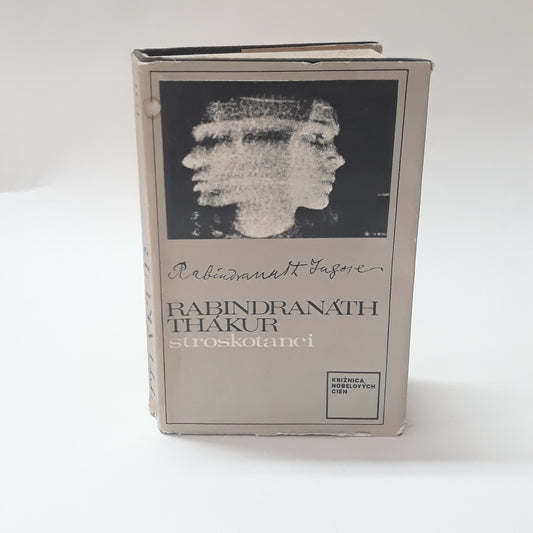 Rabindranath Tagore
RABINDRANÁTH
THÁKUR
stroskotanci
KNIŽNICA
NOBELOVÝCH
CIEN